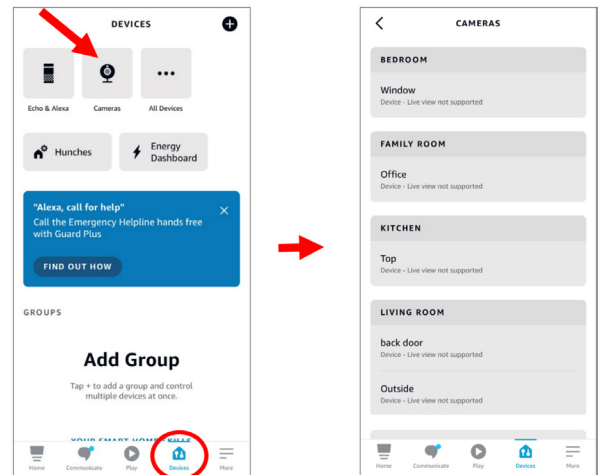 DEVICES
Echo & Alexa
Cameras
All Devices
Hunches
Energy
Dashboard
"Alexa, call for help"
Call the Emergency Helpline hands free
with Guard Plus
FIND OUT HOW
GROUPS
Add Group
Tap + to add a group and control
multiple devices at once.
YOUR SMART HOME SKILLS
Home
Communicate
Play
Devices
More
CAMERAS
BEDROOM
Window
Device - Live view not supported
FAMILY ROOM
Office
Device - Live view not supported
KITCHEN
Top
Device - Live view not supported
LIVING ROOM
back door
Device - Live view not supported
Outside
Device - Live view not supported
Home
Communicate
Play
Devices
More